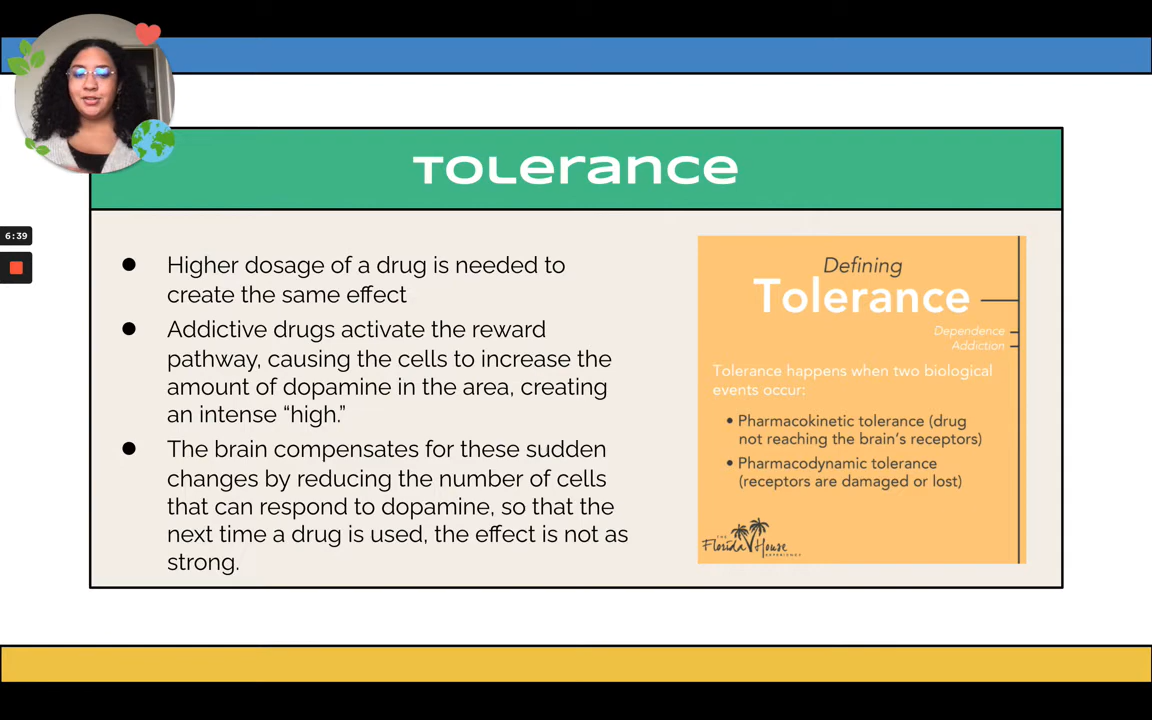 Tolerance
6:39
● Higher dosage of a drug is needed to
create the same effect
● Addictive drugs activate the reward
pathway, causing the cells to increase the
amount of dopamine in the area, creating
an intense “high.”
● The brain compensates for these sudden
changes by reducing the number of cells
that can respond to dopamine, so that the
next time a drug is used, the effect is not as
strong.
Defining
Tolerance
Dependence
Addiction
Tolerance happens when two biological
events occur:
• Pharmacokinetic tolerance (drug
not reaching the brain’s receptors)
• Pharmacodynamic tolerance
(receptors are damaged or lost)
THE
Florida House
EXPERIENCE